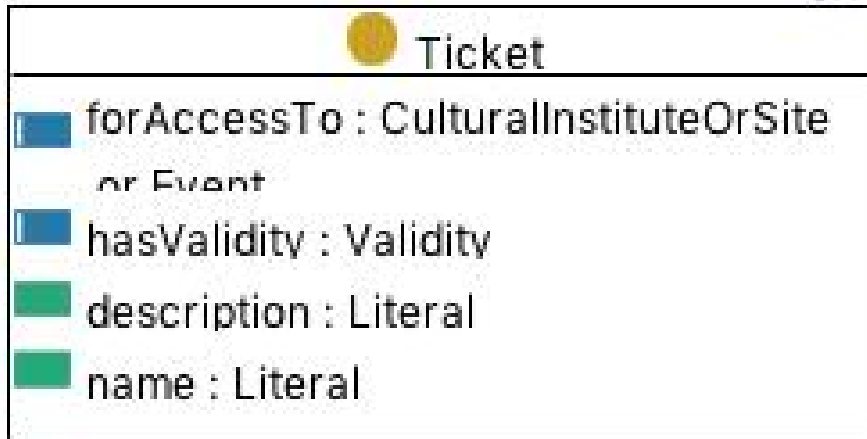 Ticket
forAccessTo : CulturalInstituteOrSite
or Event
hasValidity : Validity
description : Literal
name : Literal